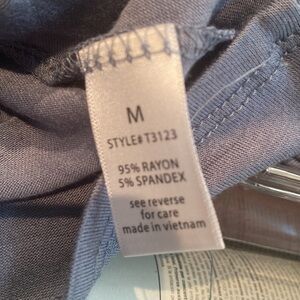 M
STYLE# T3123
95% RAYON
5% SPANDEX
see reverse
for care
made in vietnam